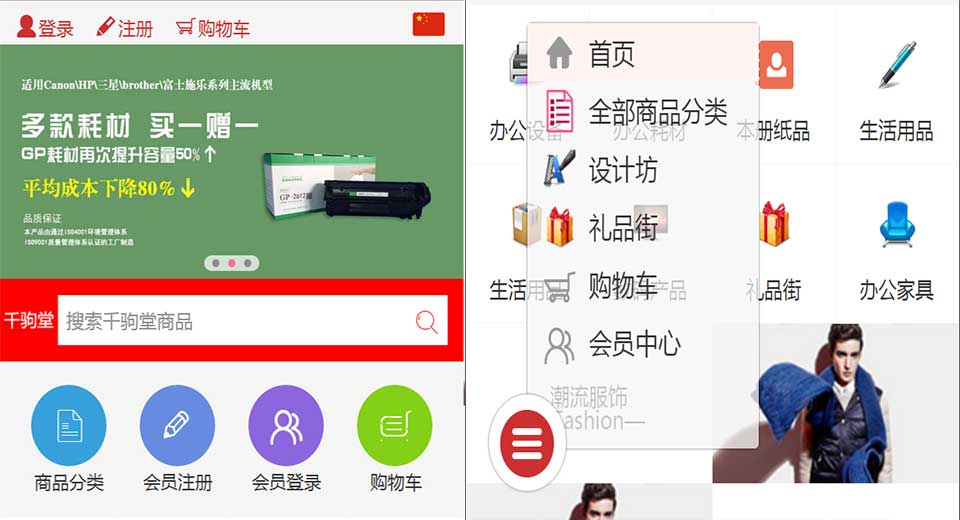 登录 注册 购物车
适用Canon\HP\三星\brother\富士施乐系列主流机型
多款耗材 买一赠一
GP耗材再次提升容量50%↑
平均成本下降80%↓
品质保证
本产品由通过ISO4001环境管理体系
ISO9001质量管理体系认证的工厂制造
GP-2612
千驹堂 搜索千驹堂商品
商品分类 会员注册 会员登录 购物车
首页
全部商品分类
设计坊
礼品街
购物车
会员中心
办公设备 办公耗材 本册纸品 生活用品
生活用品 礼品街 办公家具
潮流服饰
Fashion—